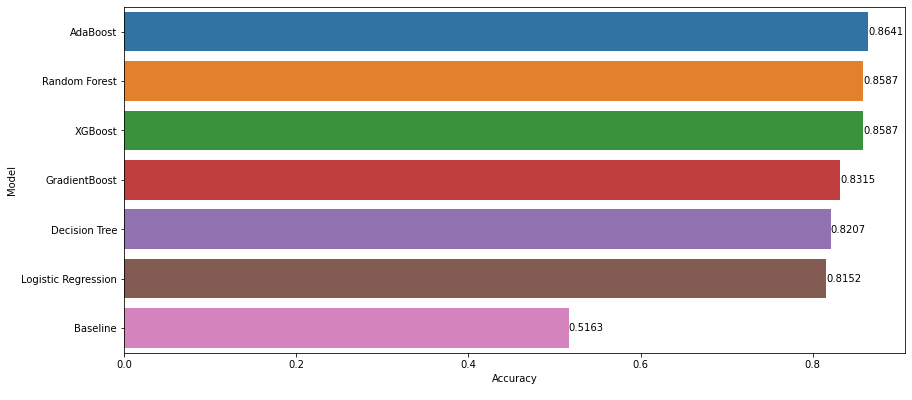 AdaBoost
0.8641
Random Forest
0.8587
XGBoost
0.8587
GradientBoost
0.8315
Decision Tree
0.8207
Logistic Regression
0.8152
Baseline
0.5163
Model
0.0
0.2
0.4
0.6
0.8
Accuracy